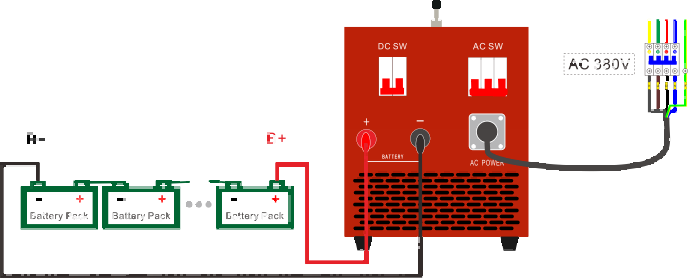 DC SW
AC SW
AC 380V
+
−
B-
B+
BATTERY
AC POWER
- +
- +
- +
Battery Pack
Battery Pack
Battery Pack